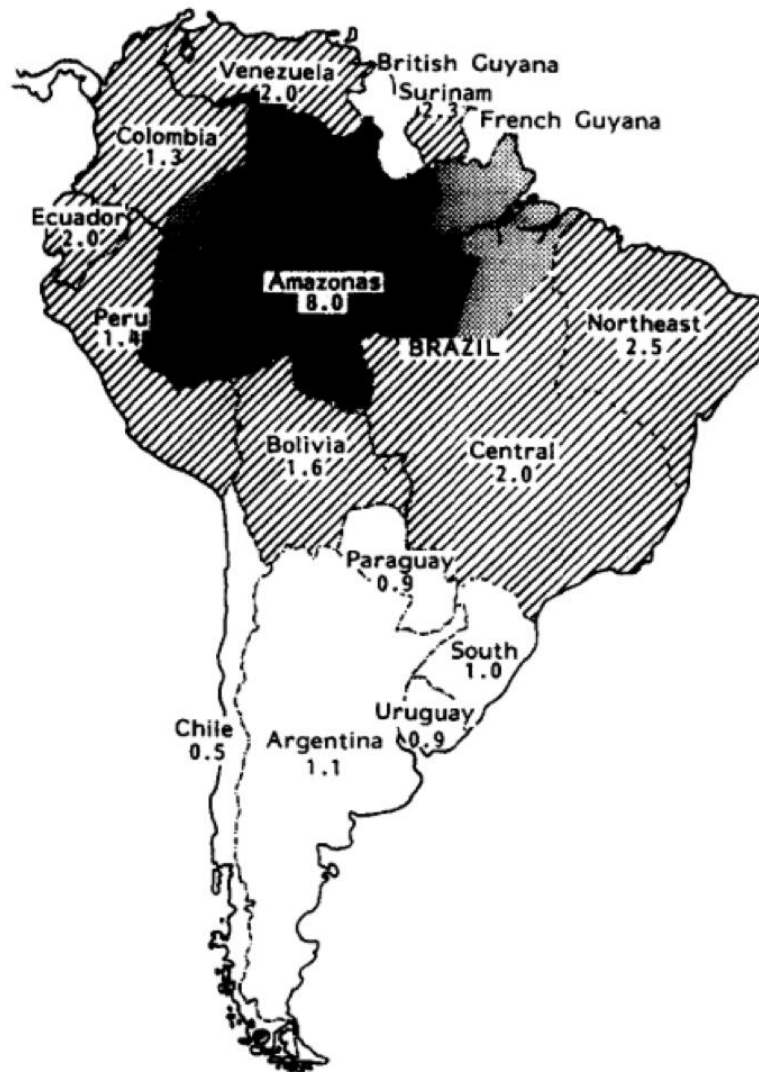 Venezuela
2.0
British Guyana
Surinam
2.3
French Guyana
Colombia
1.3
Ecuador
2.0
Amazonas
8.0
Peru
1.4
BRAZIL
Northeast
2.5
Bolivia
1.6
Central
2.0
Paraguay
0.9
South
1.0
Uruguay
0.9
Chile
0.5
Argentina
1.1